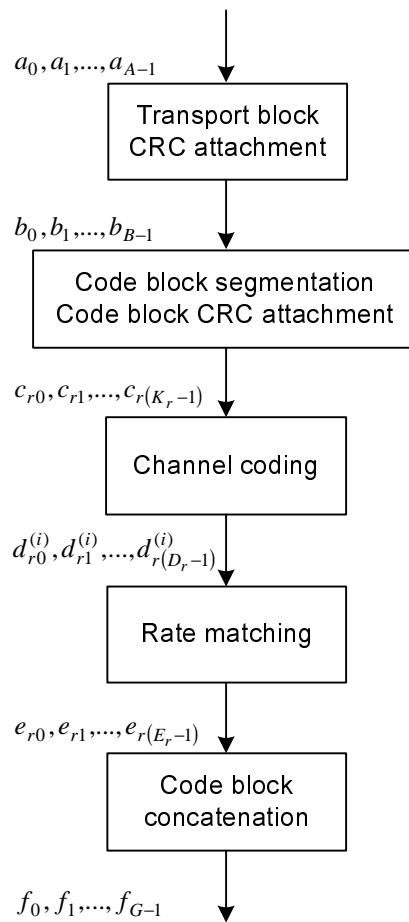 a_0, a_1,..., a_{A-1}
Transport block
CRC attachment
b_0, b_1,..., b_{B-1}
Code block segmentation
Code block CRC attachment
c_{r0}, c_{r1},..., c_{r(K_r-1)}
Channel coding
d_{r0}^{(i)}, d_{r1}^{(i)},..., d_{r(D_r-1)}^{(i)}
Rate matching
e_{r0}, e_{r1},..., e_{r(E_r-1)}
Code block
concatenation
f_0, f_1,..., f_{G-1}